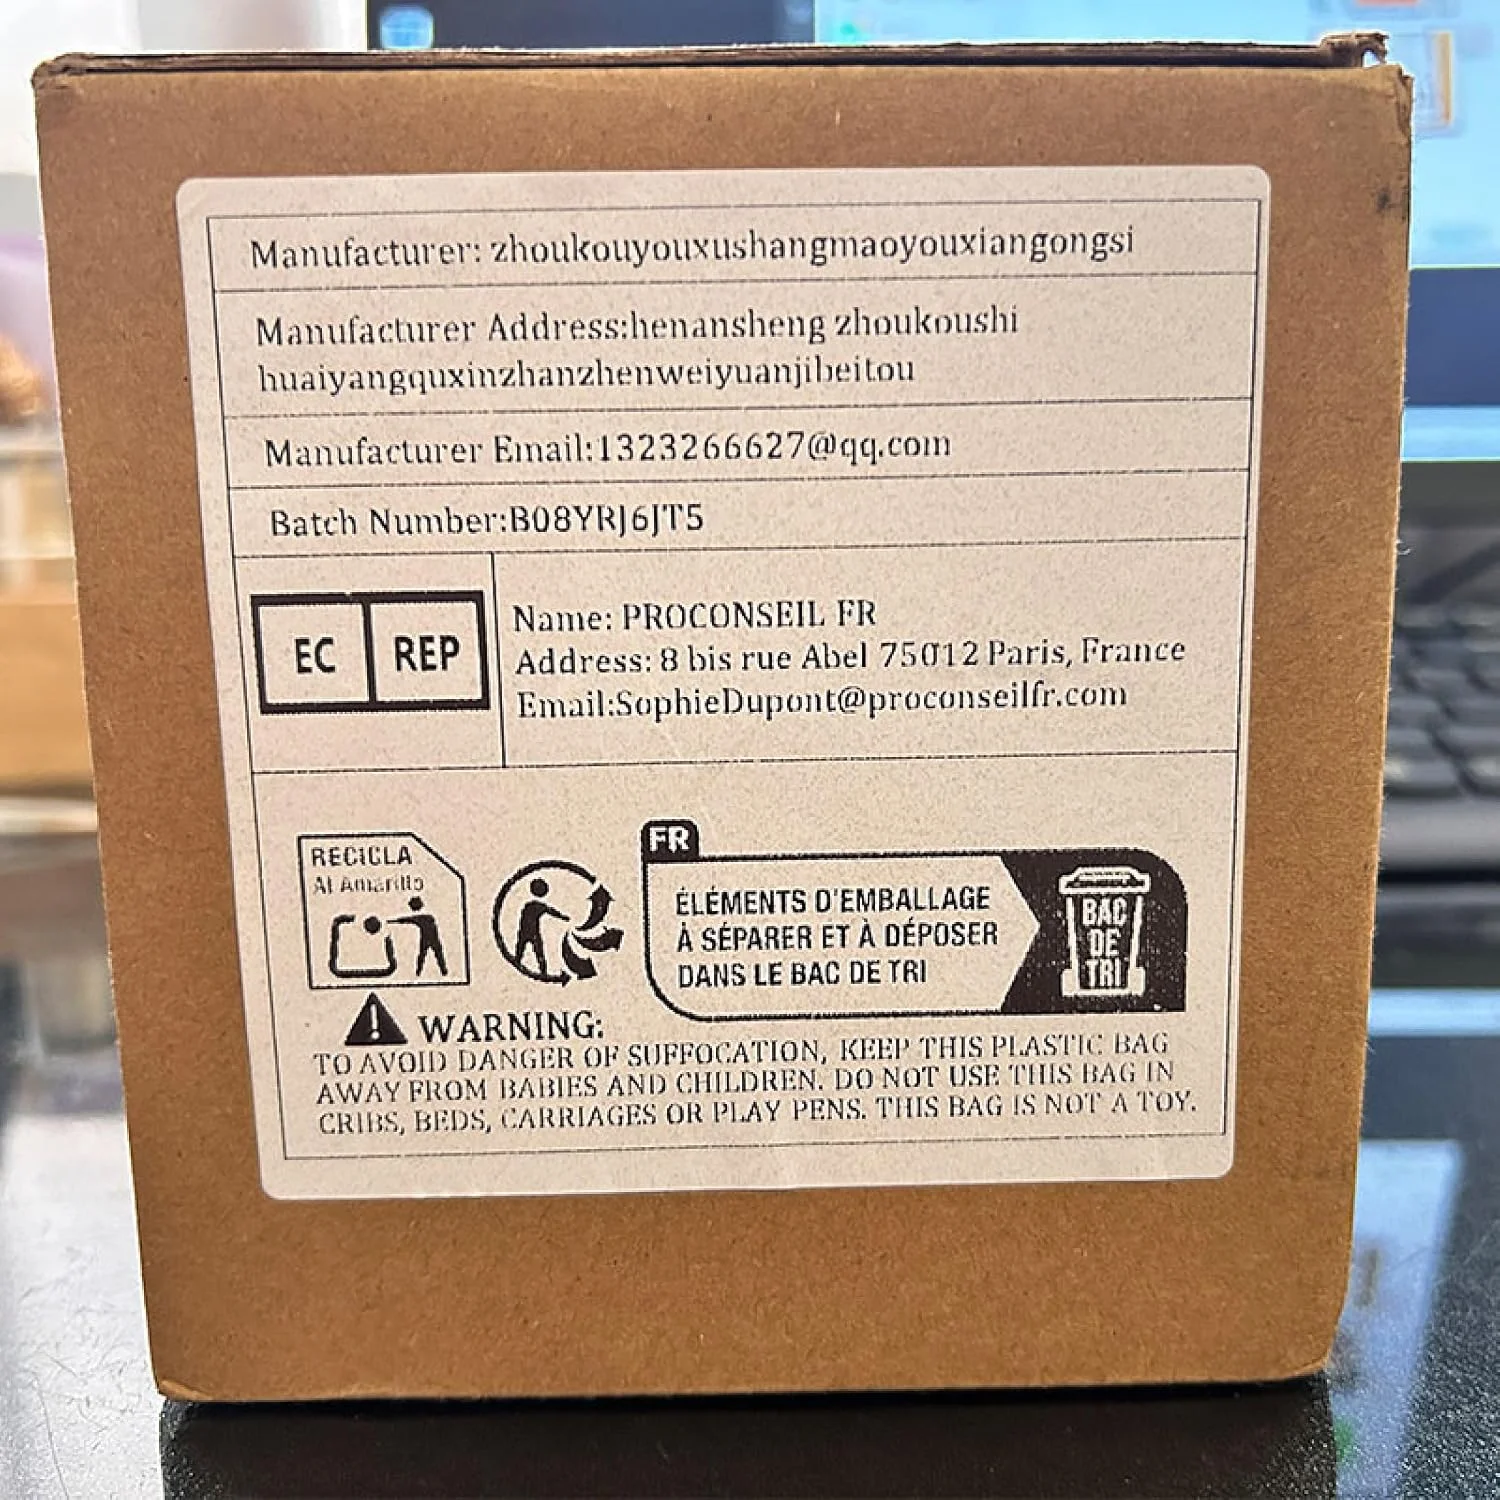 Manufacturer: zhoukouyouxushangmaoyouxiangongsi
Manufacturer Address:henansheng zhoukoushi
huaiyangquxinzhanzhenweiyuanjibeitou
Manufacturer Email:1323266627@qq.com
Batch Number:B08YRJ6JT5
EC REP
Name: PROCONSEIL FR
Address: 8 bis rue Abel 75012 Paris, France
Email:SophieDupont@proconseilfr.com
RECICLA
Al Amarillo
FR
ÉLÉMENTS D'EMBALLAGE
À SÉPARER ET À DÉPOSER
DANS LE BAC DE TRI
BAC
DE
TRI
WARNING:
TO AVOID DANGER OF SUFFOCATION, KEEP THIS PLASTIC BAG
AWAY FROM BABIES AND CHILDREN. DO NOT USE THIS BAG IN
CRIBS, BEDS, CARRIAGES OR PLAY PENS. THIS BAG IS NOT A TOY.